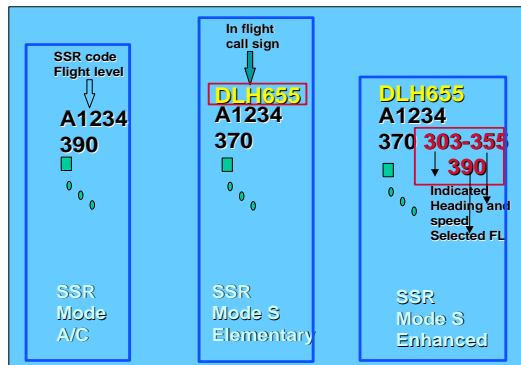 SSR code
Flight level
A1234
390
SSR
Mode
A/C
In flight
call sign
DLH655
A1234
370
SSR
Mode S
Elementary
DLH655
A1234
370 303-355
390
Indicated
Heading and
speed
Selected FL
SSR
Mode S
Enhanced